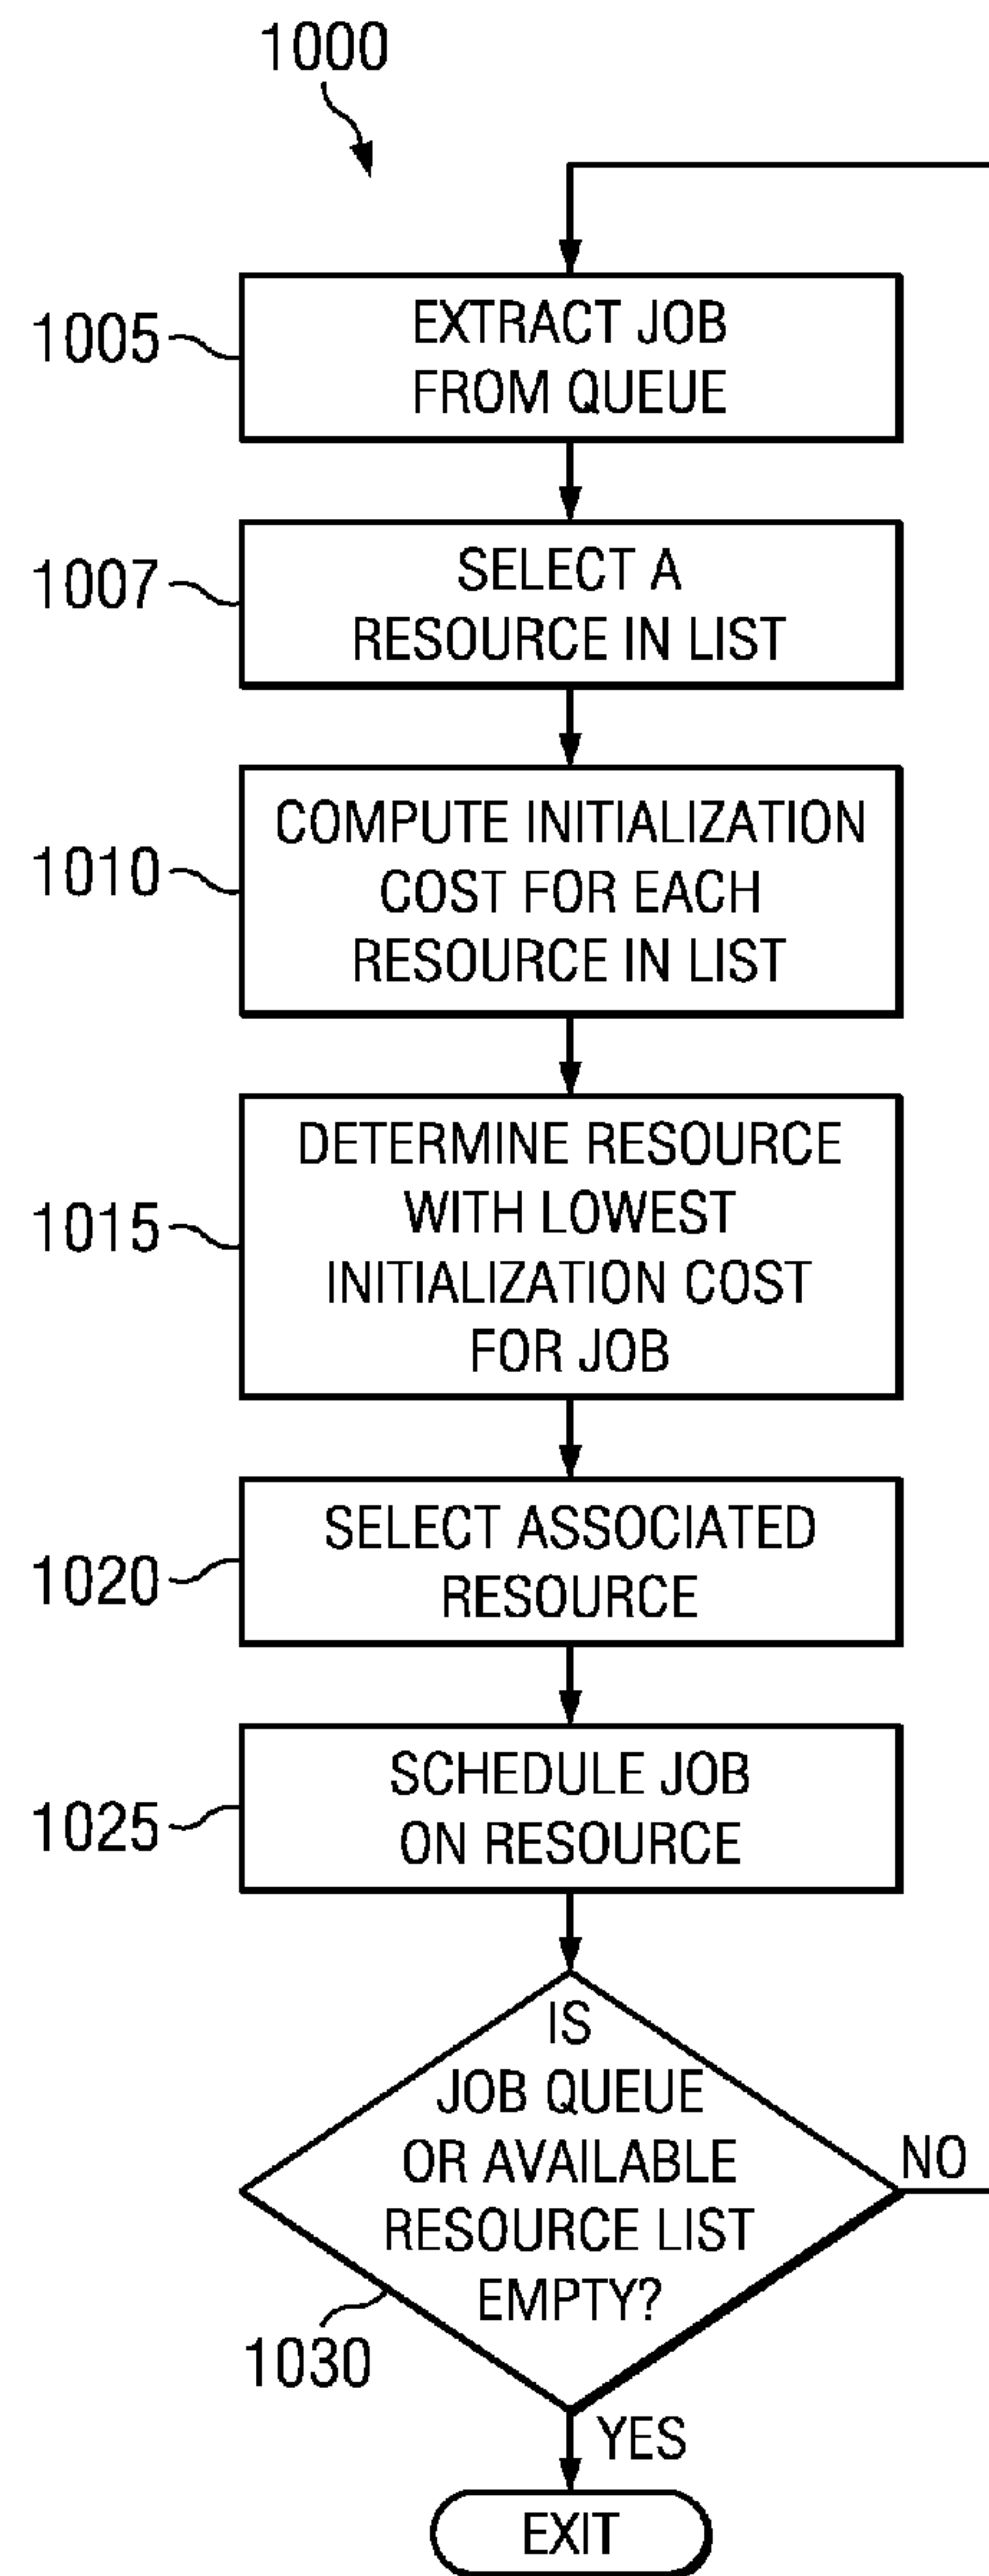 1000
1005
EXTRACT JOB
FROM QUEUE
1007
SELECT A
RESOURCE IN LIST
1010
COMPUTE INITIALIZATION
COST FOR EACH
RESOURCE IN LIST
1015
DETERMINE RESOURCE
WITH LOWEST
INITIALIZATION COST
FOR JOB
1020
SELECT ASSOCIATED
RESOURCE
1025
SCHEDULE JOB
ON RESOURCE
IS
JOB QUEUE
OR AVAILABLE
RESOURCE LIST
EMPTY?
NO
1030
YES
EXIT